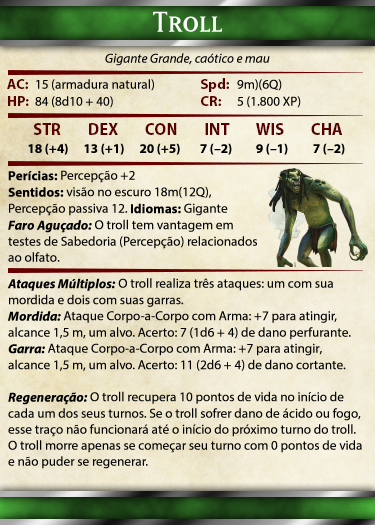 TROLL
Gigante Grande, caótico e mau
AC: 15 (armadura natural) Spd: 9m)(6Q)
HP: 84 (8d10 + 40) CR: 5 (1.800 XP)
STR DEX CON INT WIS CHA
18 (+4) 13 (+1) 20 (+5) 7 (–2) 9 (–1) 7 (–2)
Perícias: Percepção +2
Sentidos: visão no escuro 18m(12Q),
Percepção passiva 12. Idiomas: Gigante
Faro Aguçado: O troll tem vantagem em
testes de Sabedoria (Percepção) relacionados
ao olfato.
Ataques Múltiplos: O troll realiza três ataques: um com sua
mordida e dois com suas garras.
Mordida: Ataque Corpo-a-Corpo com Arma: +7 para atingir,
alcance 1,5 m, um alvo. Acerto: 7 (1d6 + 4) de dano perfurante.
Garra: Ataque Corpo-a-Corpo com Arma: +7 para atingir,
alcance 1,5 m, um alvo. Acerto: 11 (2d6 + 4) de dano cortante.
Regeneração: O troll recupera 10 pontos de vida no início de
cada um dos seus turnos. Se o troll sofrer dano de ácido ou fogo,
esse traço não funcionará até o início do próximo turno do troll.
O troll morre apenas se começar seu turno com 0 pontos de vida
e não puder se regenerar.